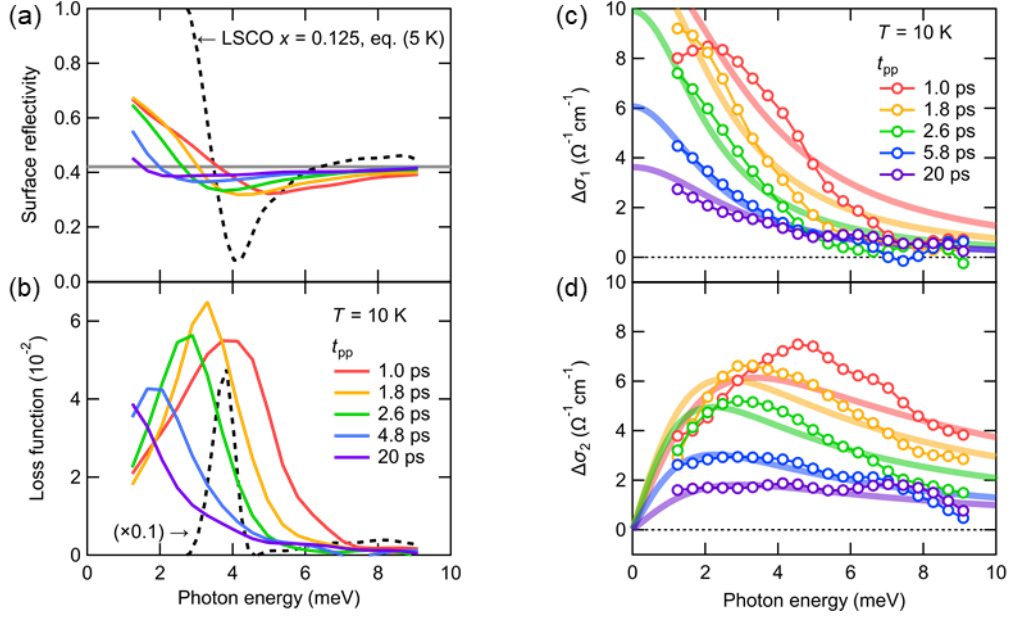 (a)
1.0
0.8
0.6
0.4
0.2
0.0
Surface reflectivity
← LSCO x = 0.125, eq. (5 K)
(b)
6
4
2
0
Loss function (10⁻²)
T = 10 K
tpp
1.0 ps
1.8 ps
2.6 ps
4.8 ps
20 ps
(×0.1) →
0 2 4 6 8 10
Photon energy (meV)
(c)
10
8
6
4
2
0
Δσ₁ (Ω⁻¹ cm⁻¹)
T = 10 K
tpp
1.0 ps
1.8 ps
2.6 ps
5.8 ps
20 ps
(d)
10
8
6
4
2
0
Δσ₂ (Ω⁻¹ cm⁻¹)
T = 10 K
0 2 4 6 8 10
Photon energy (meV)